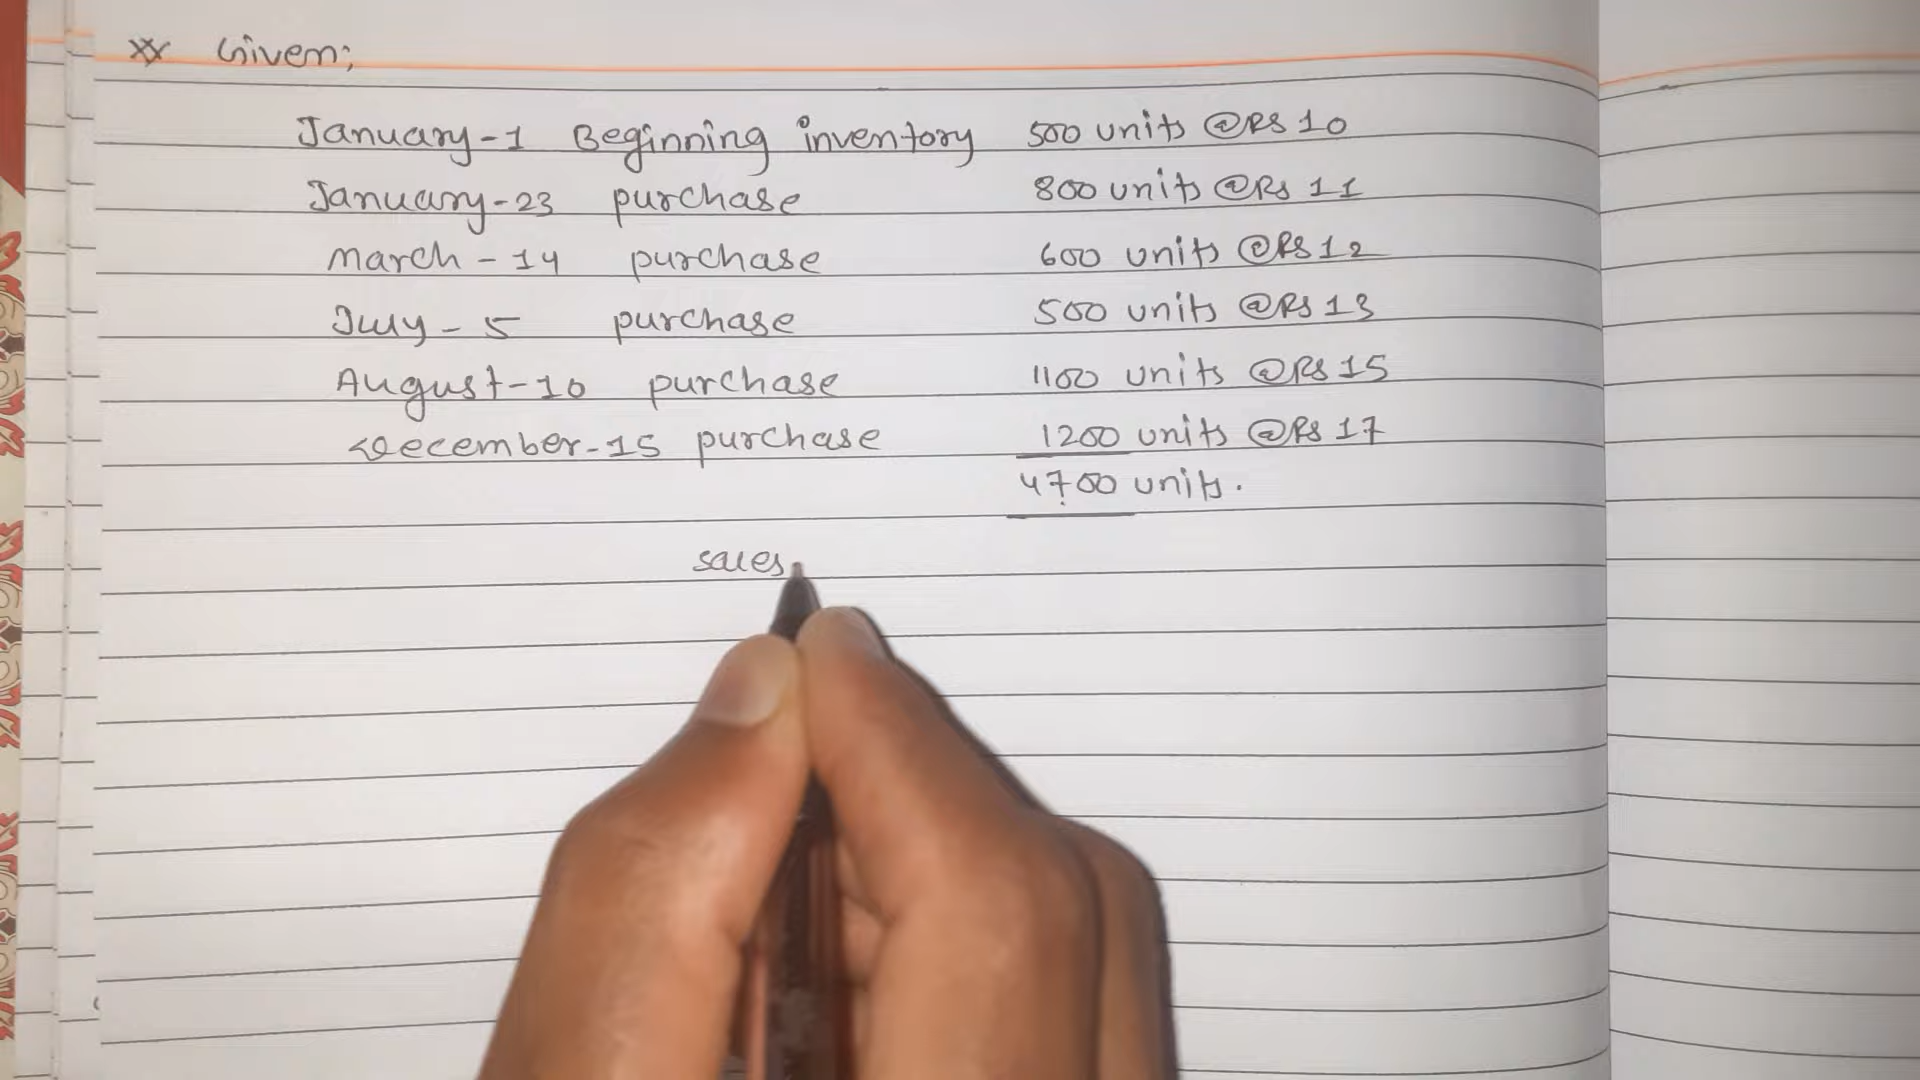 Given;
January-1 Beginning inventory 500 units @Rs 10
January-23 purchase 800 units @Rs 11
March-14 purchase 600 units @Rs 12
July-5 purchase 500 units @Rs 13
August-10 purchase 1100 units @Rs 15
December-15 purchase 1200 units @Rs 17
4700 units.
sales